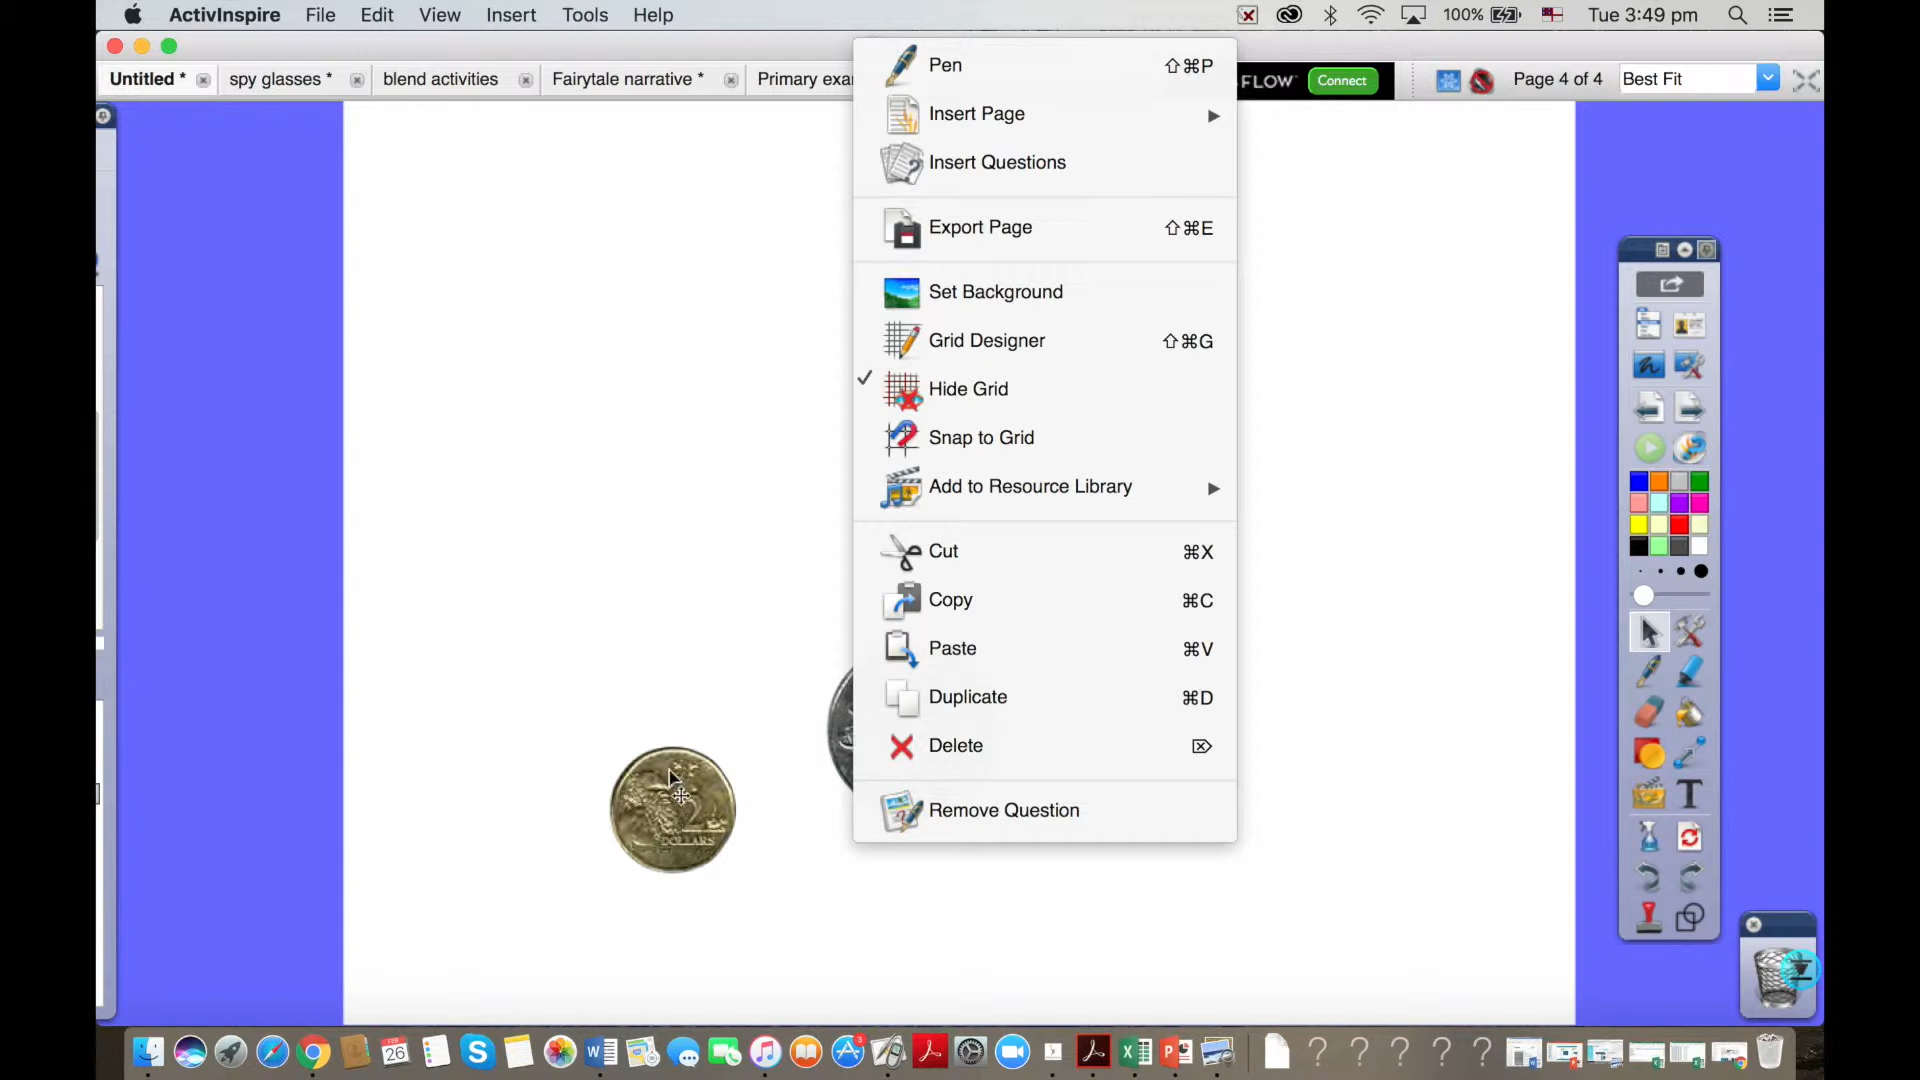 ActivInspire File Edit View Insert Tools Help 100% Tue 3:49 pm
Untitled * spy glasses * blend activities Fairytale narrative * Primary exa FLOW™ Connect Page 4 of 4 Best Fit
Pen ⇧⌘P
Insert Page
Insert Questions
Export Page ⇧⌘E
Set Background
Grid Designer ⇧⌘G
Hide Grid
Snap to Grid
Add to Resource Library
Cut ⌘X
Copy ⌘C
Paste ⌘V
Duplicate ⌘D
Delete ⌦
Remove Question
2
DOLLARS
T
FEB
26
3